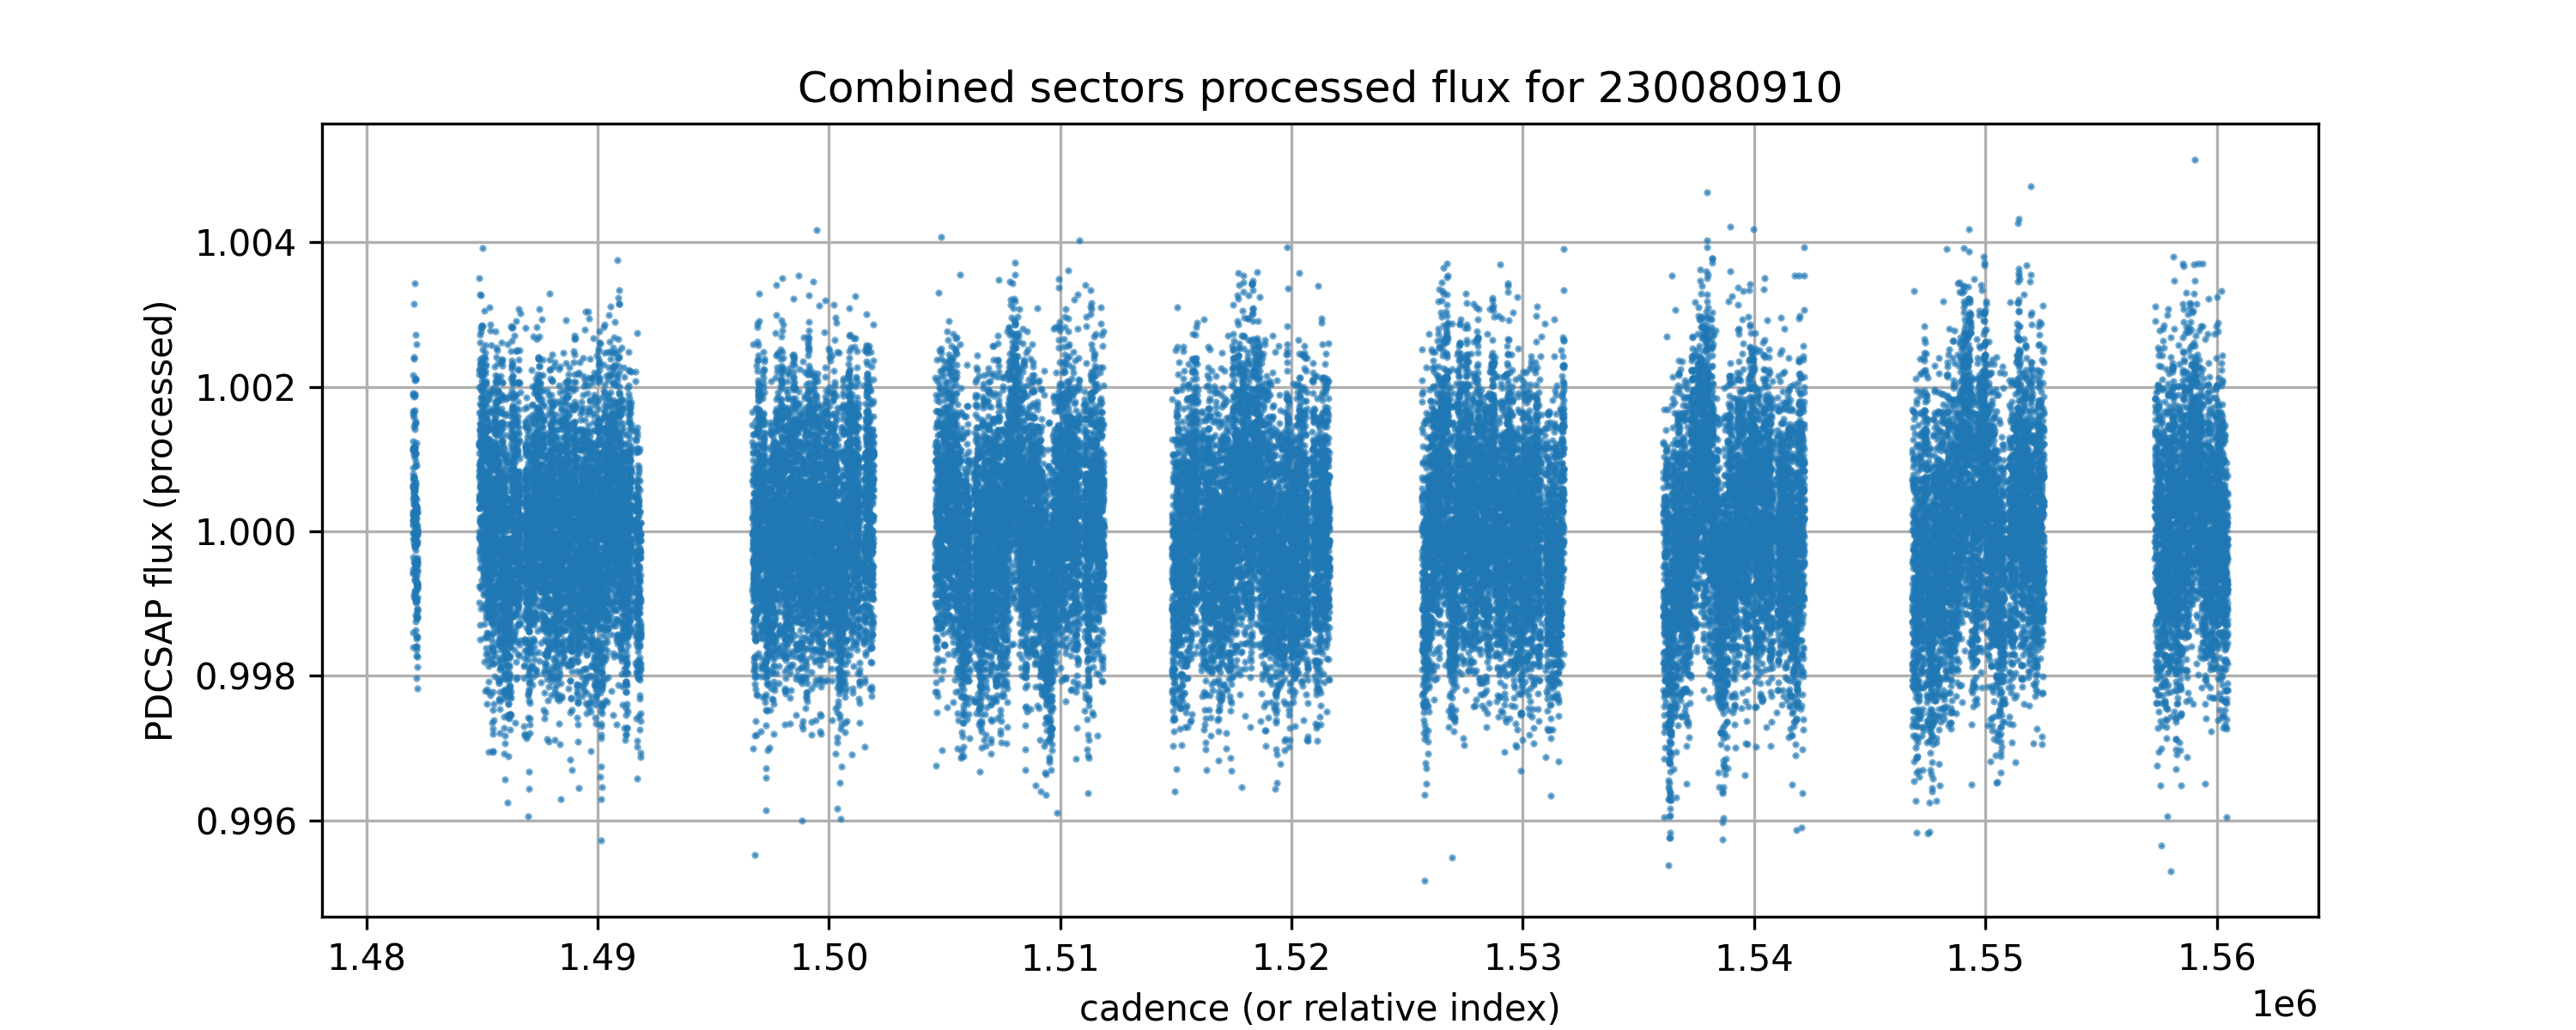 Combined sectors processed flux for 230080910
PDCSAP flux (processed)
1.004
1.002
1.000
0.998
0.996
1.48 1.49 1.50 1.51 1.52 1.53 1.54 1.55 1.56
1e6
cadence (or relative index)